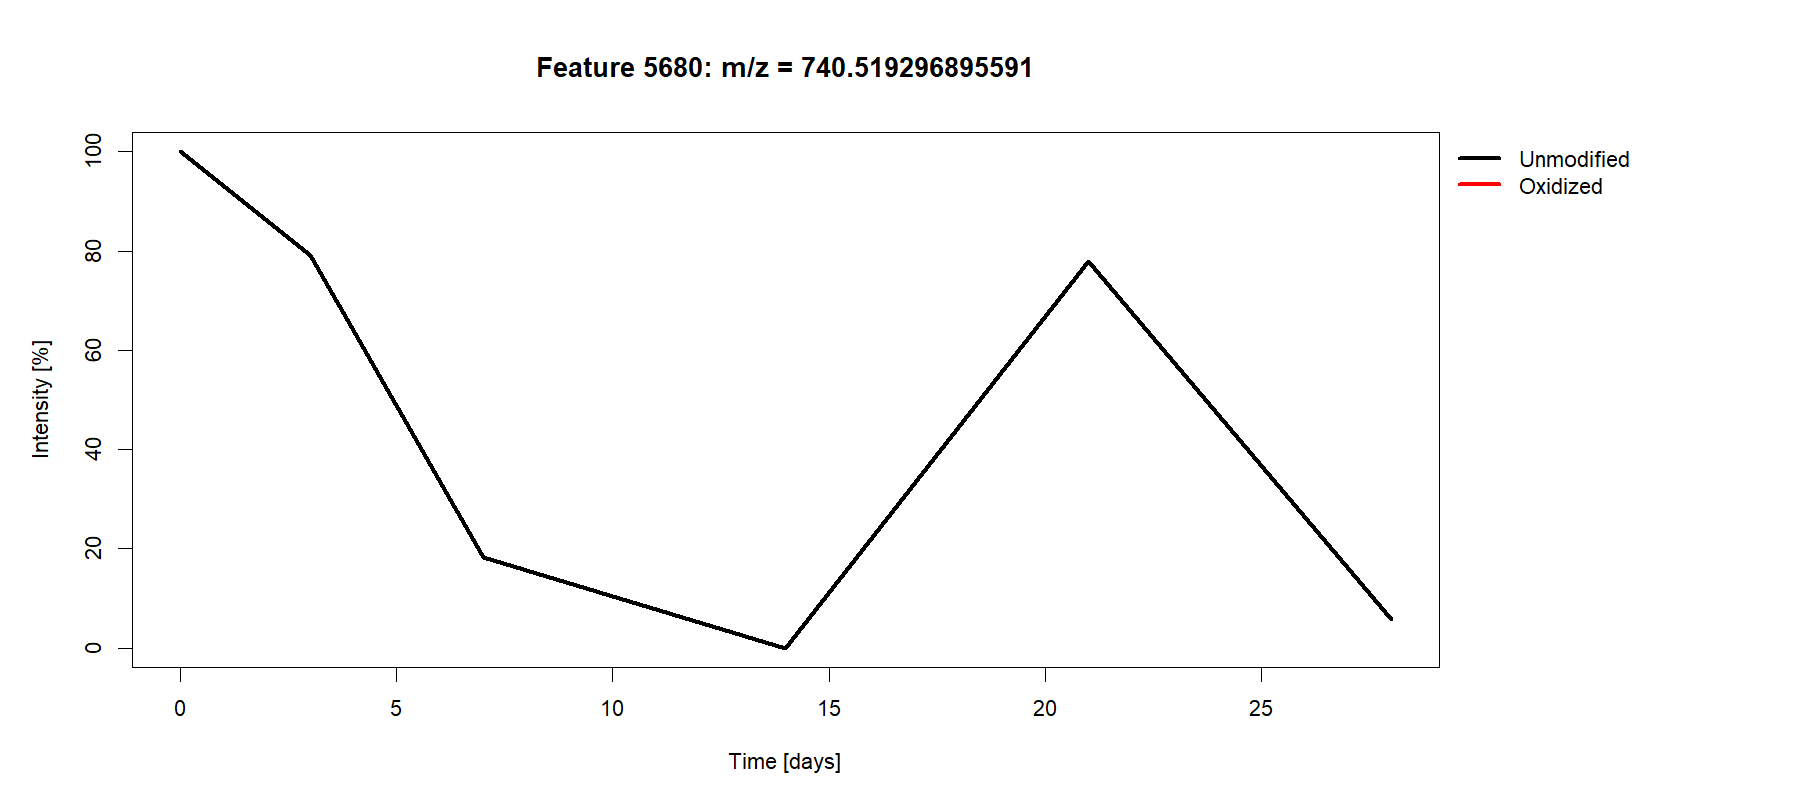 Feature 5680: m/z = 740.519296895591
Unmodified
Oxidized
100
80
60
40
20
0
Intensity [%]
0 5 10 15 20 25
Time [days]